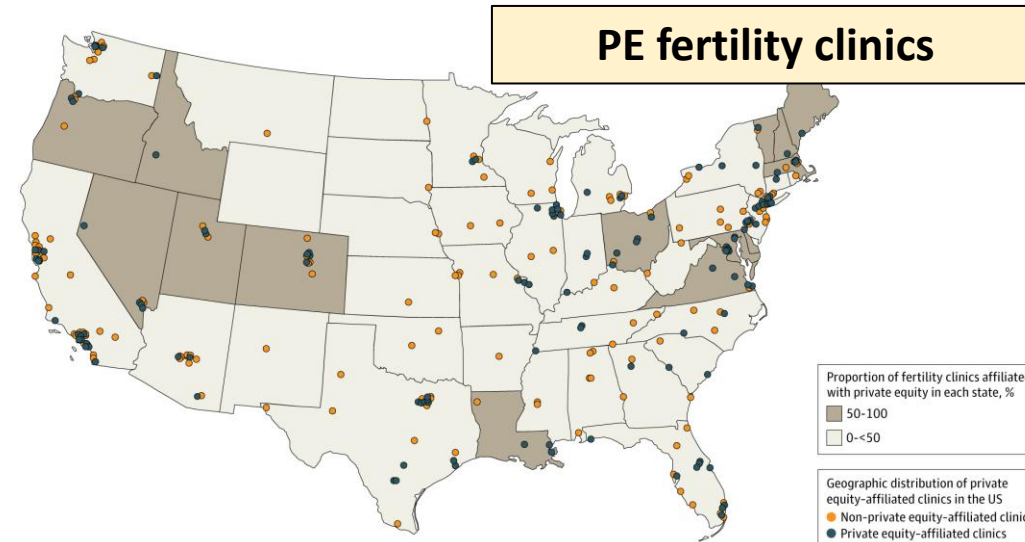 PE fertility clinics
Proportion of fertility clinics affiliate
with private equity in each state, %
50-100
0-<50
Geographic distribution of private
equity-affiliated clinics in the US
Non-private equity-affiliated clini
Private equity-affiliated clinics